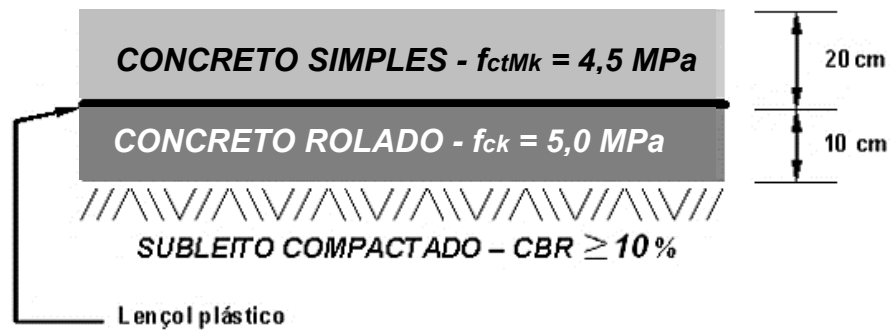 CONCRETO SIMPLES - fctMk = 4,5 MPa
20 cm
CONCRETO ROLADO - fck = 5,0 MPa
10 cm
SUBLEITO COMPACTADO – CBR ≥ 10 %
Lençol plástico